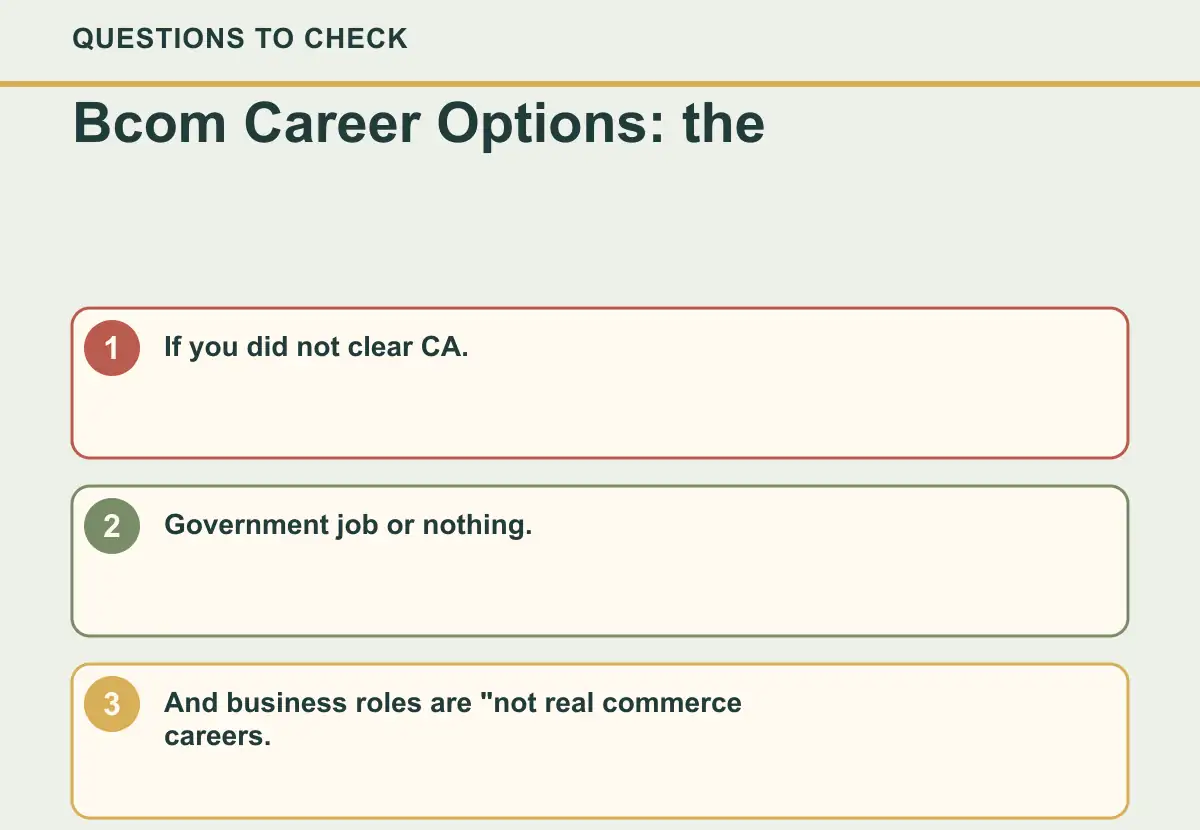 QUESTIONS TO CHECK
Bcom Career Options: the
1
If you did not clear CA.
2
Government job or nothing.
3
And business roles are "not real commerce
careers.